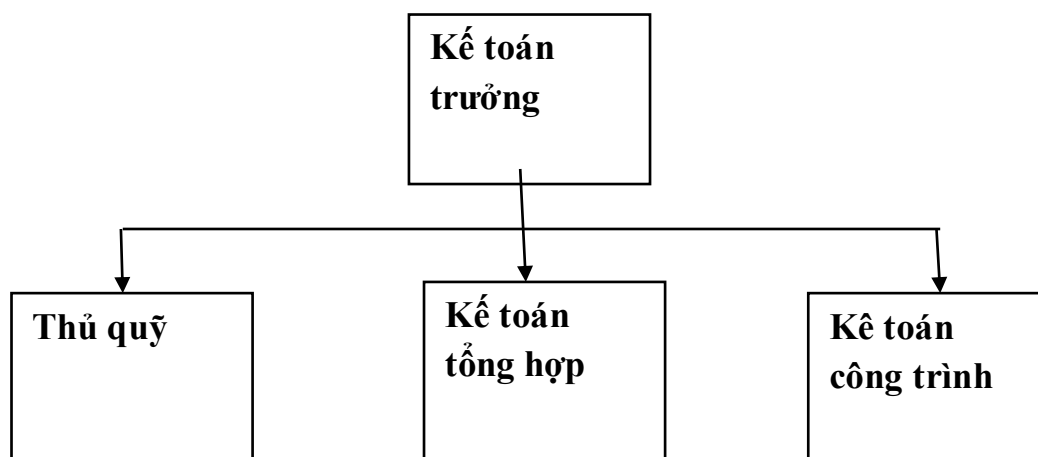 Kế toán
trưởng
Thủ quỹ
Kế toán
tổng hợp
Kê toán
công trình